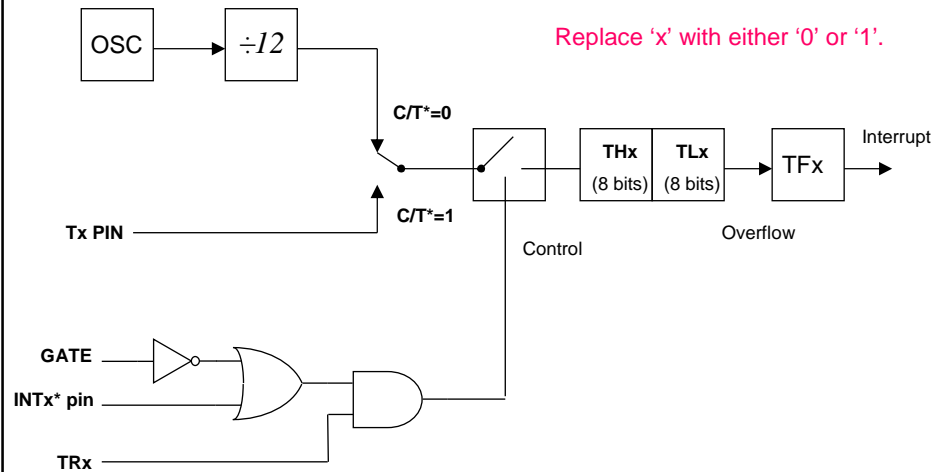 OSC
÷12
Replace ‘x’ with either ‘0’ or ‘1’.
C/T*=0
Interrupt
THx
(8 bits)
TLx
(8 bits)
TFx
C/T*=1
Tx PIN
Overflow
Control
GATE
INTx* pin
TRx